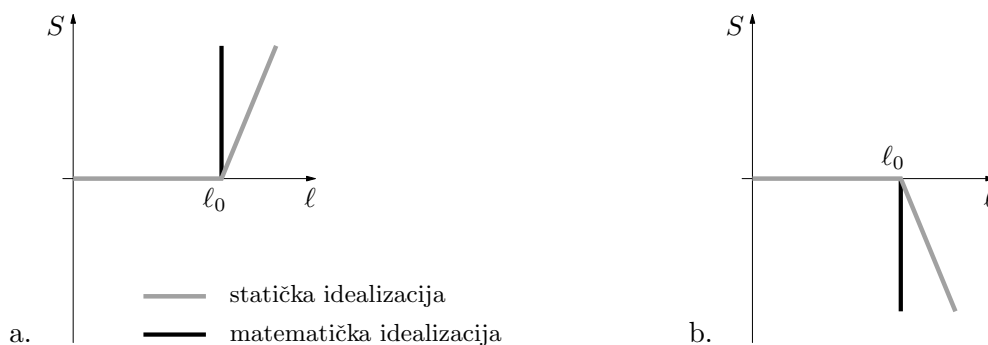 S
ℓ₀
ℓ
statička idealizacija
matematička idealizacija
a.
S
ℓ₀
ℓ
b.